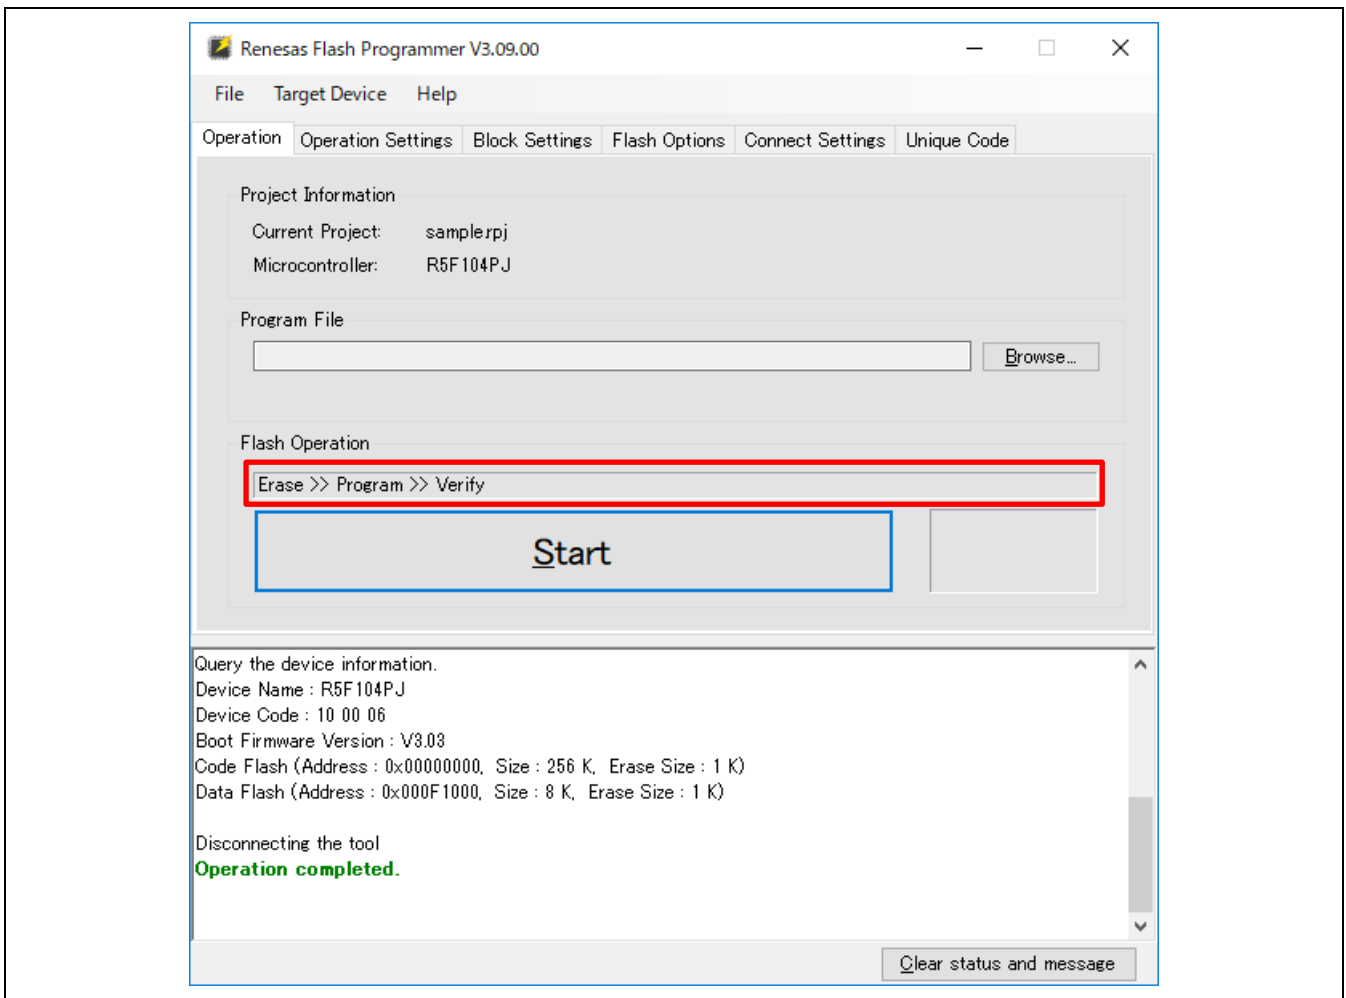 Renesas Flash Programmer V3.09.00
File Target Device Help
Operation Operation Settings Block Settings Flash Options Connect Settings Unique Code
Project Information
Current Project: sample.rpj
Microcontroller: R5F104PJ
Program File
Browse...
Flash Operation
Erase >> Program >> Verify
Start
Query the device information.
Device Name : R5F104PJ
Device Code : 10 00 06
Boot Firmware Version : V3.03
Code Flash (Address : 0x00000000, Size : 256 K, Erase Size : 1 K)
Data Flash (Address : 0x000F1000, Size : 8 K, Erase Size : 1 K)
Disconnecting the tool
Operation completed.
Clear status and message